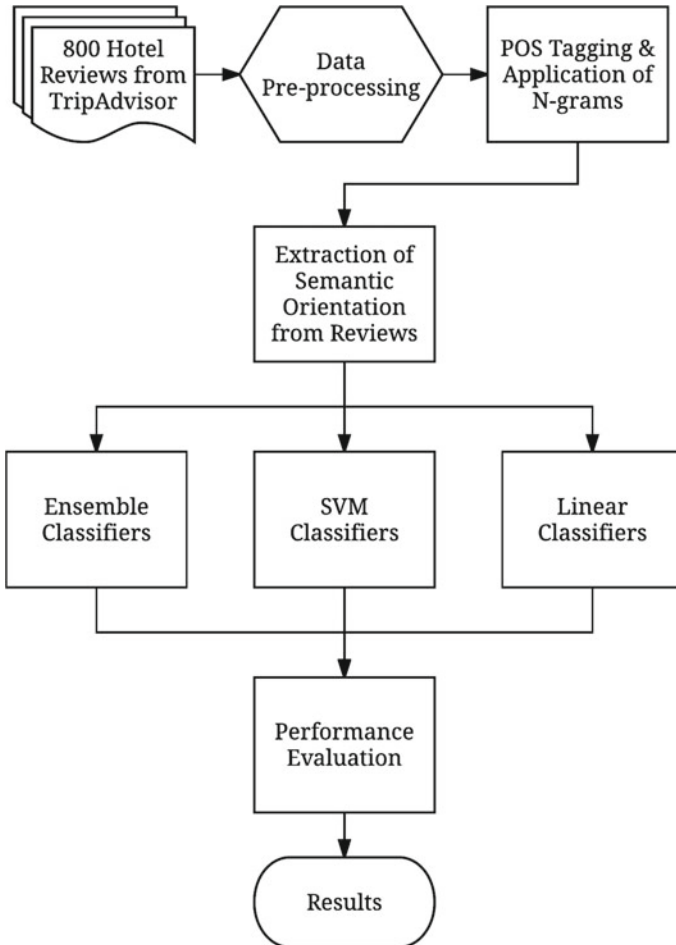 800 Hotel
Reviews from
TripAdvisor
Data
Pre-processing
POS Tagging &
Application of
N-grams
Extraction of
Semantic
Orientation
from Reviews
Ensemble
Classifiers
SVM
Classifiers
Linear
Classifiers
Performance
Evaluation
Results